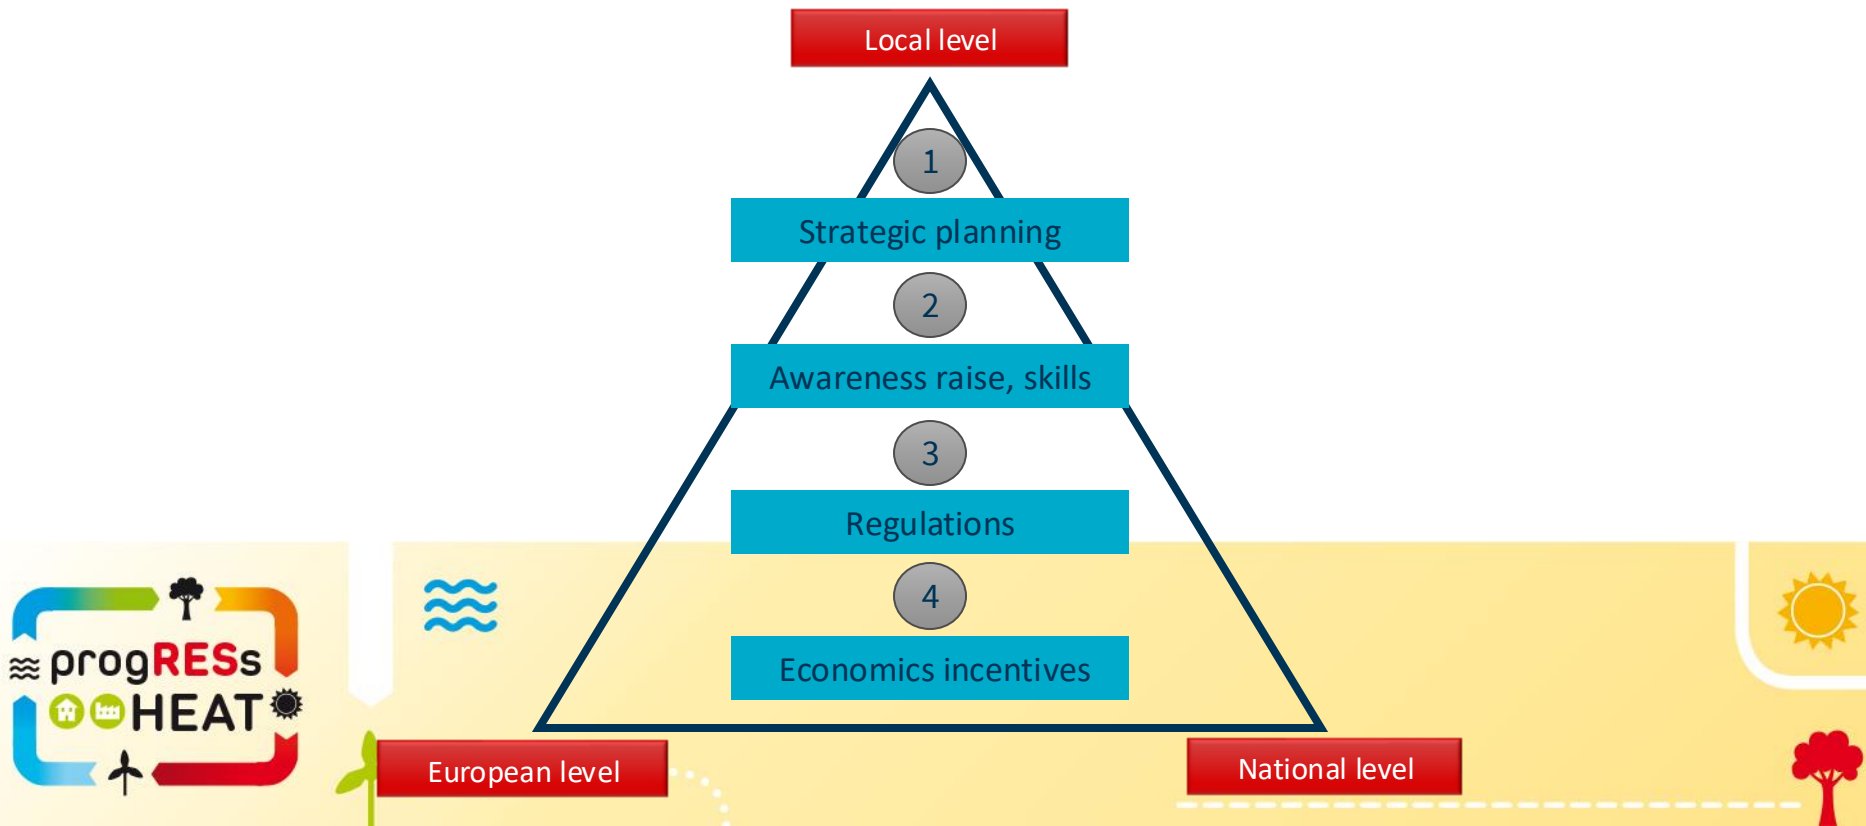 Local level
1
Strategic planning
2
Awareness raise, skills
3
Regulations
4
Economics incentives
progRESs
HEAT
European level
National level